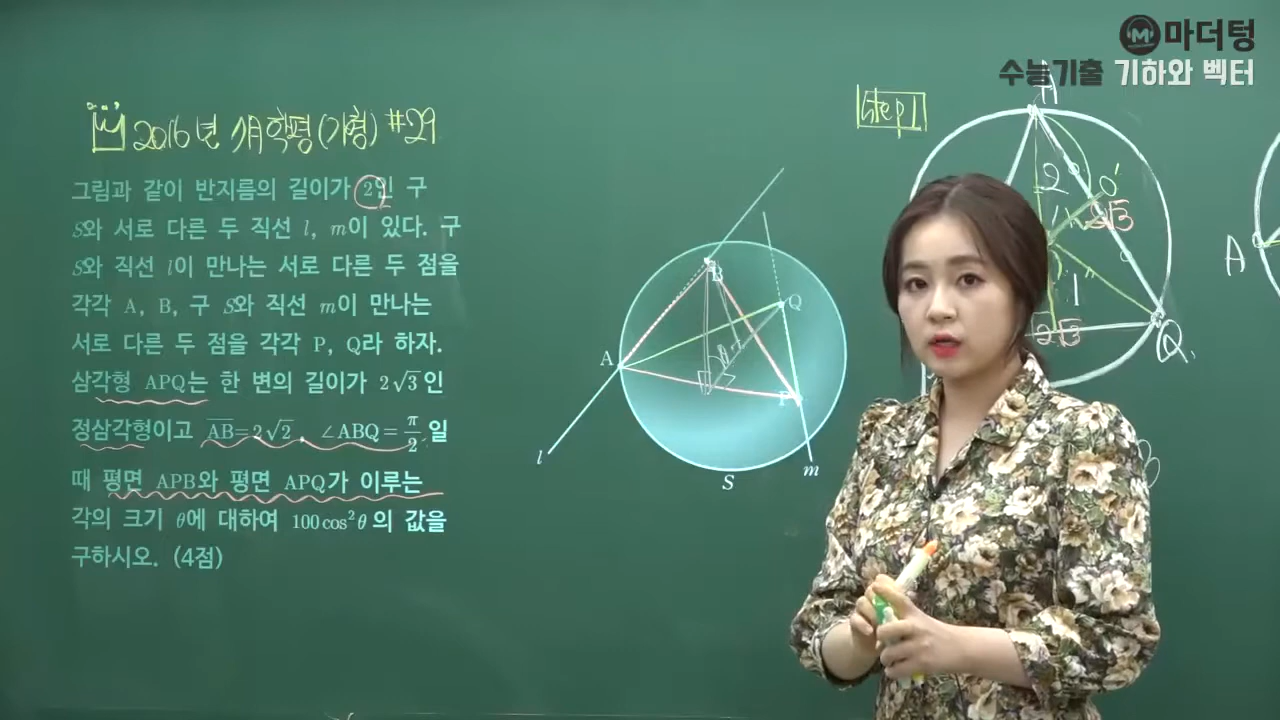 마더텅
수능기출 기하와 벡터
2016년 7月학평(가형) #29
그림과 같이 반지름의 길이가 2인 구
S와 서로 다른 두 직선 l, m이 있다. 구
S와 직선 l이 만나는 서로 다른 두 점을
각각 A, B, 구 S와 직선 m이 만나는
서로 다른 두 점을 각각 P, Q라 하자.
삼각형 APQ는 한 변의 길이가 2√3인
정삼각형이고 A̅B̅=2√2, ∠ABQ=π/2일
때 평면 APB와 평면 APQ가 이루는
각의 크기 θ에 대하여 100cos²θ의 값을
구하시오. (4점)
B
Q
A
P
l
m
S
Step 1
A
2
O'
2√3
1
2√3
Q
A